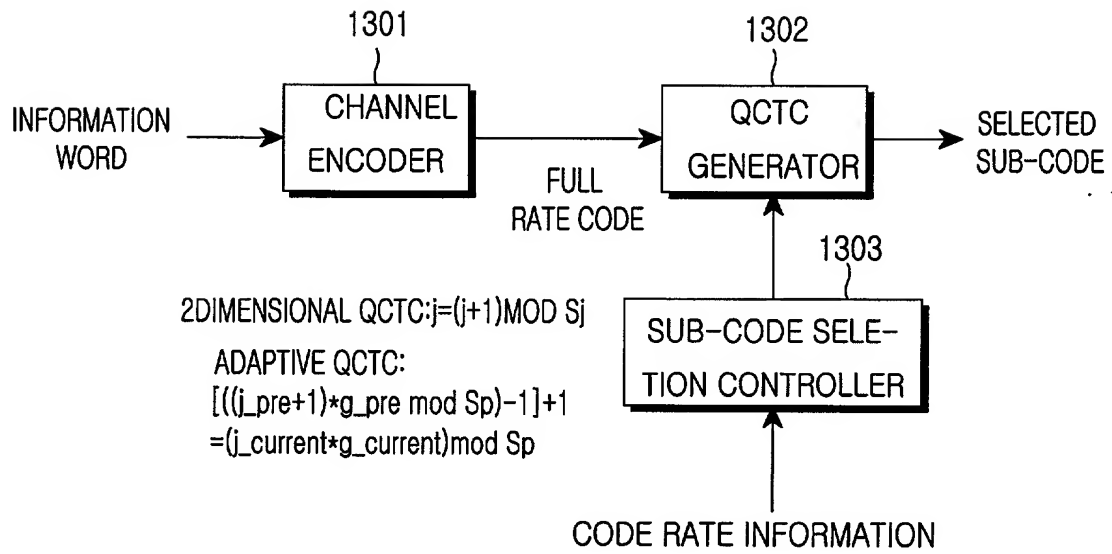 1301
1302
INFORMATION
WORD
CHANNEL
ENCODER
FULL
RATE CODE
QCTC
GENERATOR
SELECTED
SUB-CODE
1303
2DIMENSIONAL QCTC:j=(j+1)MOD Sj
ADAPTIVE QCTC:
[((j_pre+1)*g_pre mod Sp)-1]+1
=(j_current*g_current)mod Sp
SUB-CODE SELE-
TION CONTROLLER
CODE RATE INFORMATION